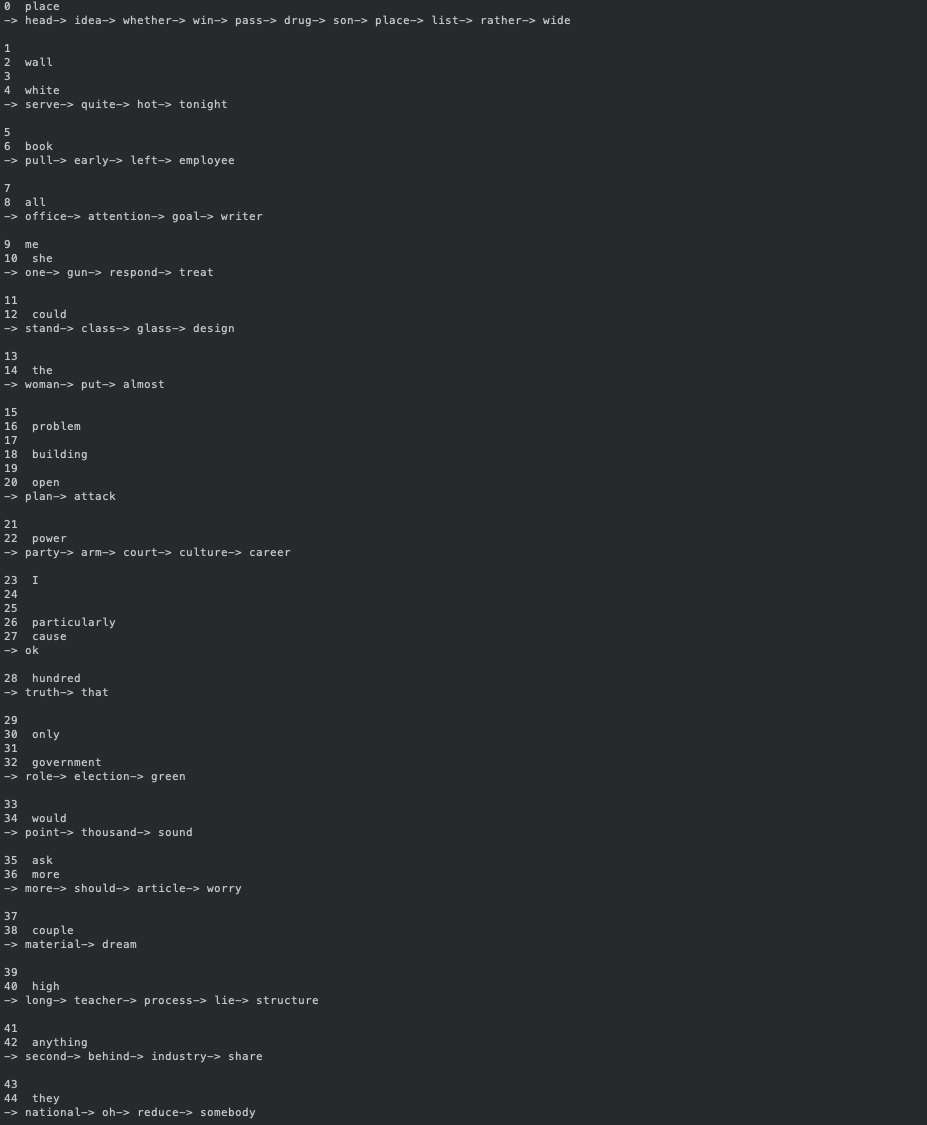 0  place
—> head—> idea—> whether—> win—> pass—> drug—> son—> place—> list—> rather—> wide
1
2  wall
3
4  white
—> serve—> quite—> hot—> tonight
5
6  book
—> pull—> early—> left—> employee
7
8  all
—> office—> attention—> goal—> writer
9  me
10  she
—> one—> gun—> respond—> treat
11
12  could
—> stand—> class—> glass—> design
13
14  the
—> woman—> put—> almost
15
16  problem
17
18  building
19
20  open
—> plan—> attack
21
22  power
—> party—> arm—> court—> culture—> career
23  I
24
25
26  particularly
27  cause
—> ok
28  hundred
—> truth—> that
29
30  only
31
32  government
—> role—> election—> green
33
34  would
—> point—> thousand—> sound
35  ask
36  more
—> more—> should—> article—> worry
37
38  couple
—> material—> dream
39
40  high
—> long—> teacher—> process—> lie—> structure
41
42  anything
—> second—> behind—> industry—> share
43
44  they
—> national—> oh—> reduce—> somebody